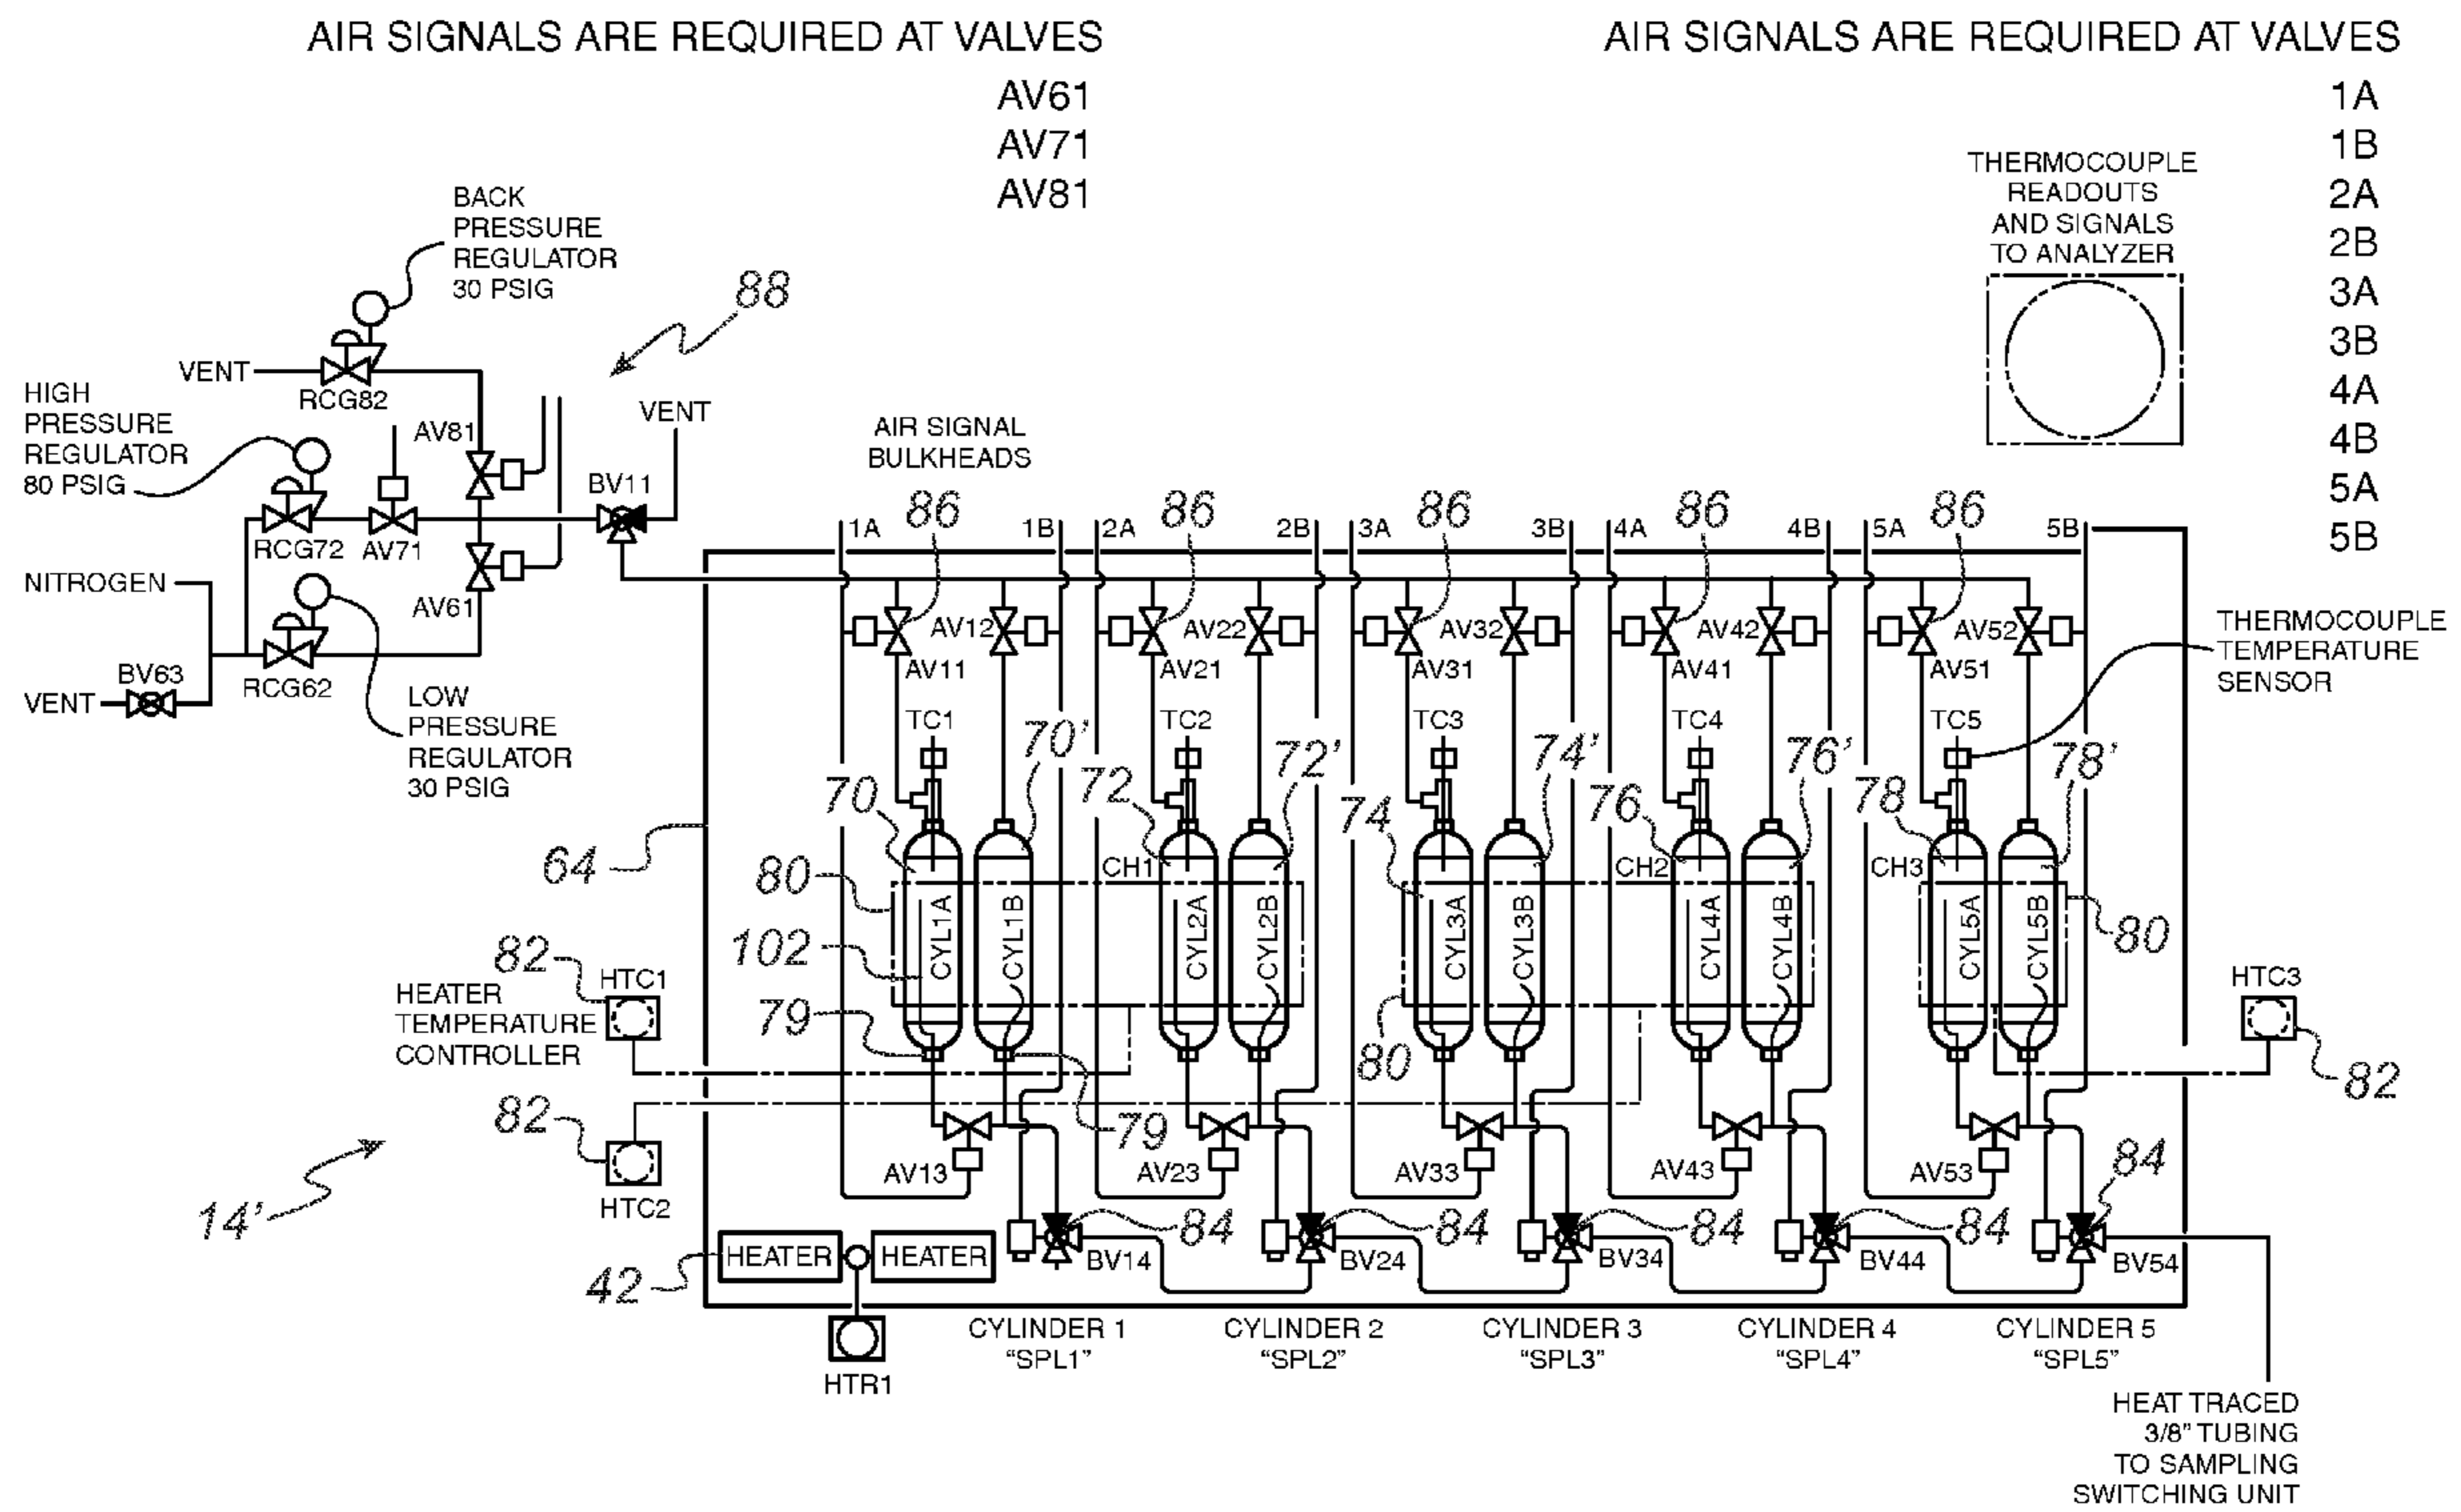 AIR SIGNALS ARE REQUIRED AT VALVES
AV61
AV71
AV81
AIR SIGNALS ARE REQUIRED AT VALVES
1A
1B
2A
2B
3A
3B
4A
4B
5A
5B
THERMOCOUPLE
READOUTS
AND SIGNALS
TO ANALYZER
BACK
PRESSURE
REGULATOR
30 PSIG
88
VENT
RCG82
HIGH
PRESSURE
REGULATOR
80 PSIG
AV81
VENT
BV11
RCG72
AV71
NITROGEN
AV61
BV63
VENT
RCG62
LOW
PRESSURE
REGULATOR
30 PSIG
AIR SIGNAL
BULKHEADS
1A
86
1B
2A
86
2B
3A
86
3B
4A
86
4B
5A
86
5B
AV12
AV22
AV32
AV42
AV52
AV11
AV21
AV31
AV41
AV51
THERMOCOUPLE
TEMPERATURE
SENSOR
TC1
TC2
TC3
TC4
TC5
70
70'
72
72'
74
74'
76
76'
78
78'
64
80
CH1
CH2
CH3
102
CYL1A
CYL1B
CYL2A
CYL2B
CYL3A
CYL3B
CYL4A
CYL4B
CYL5A
CYL5B
80
80
82
HTC1
HEATER
TEMPERATURE
CONTROLLER
79
79
HTC3
82
82
HTC2
14'
AV13
AV23
AV33
AV43
AV53
84
84
84
84
84
HEATER
HEATER
42
BV14
BV24
BV34
BV44
BV54
HTR1
CYLINDER 1
“SPL1”
CYLINDER 2
“SPL2”
CYLINDER 3
“SPL3”
CYLINDER 4
“SPL4”
CYLINDER 5
“SPL5”
HEAT TRACED
3/8” TUBING
TO SAMPLING
SWITCHING UNIT